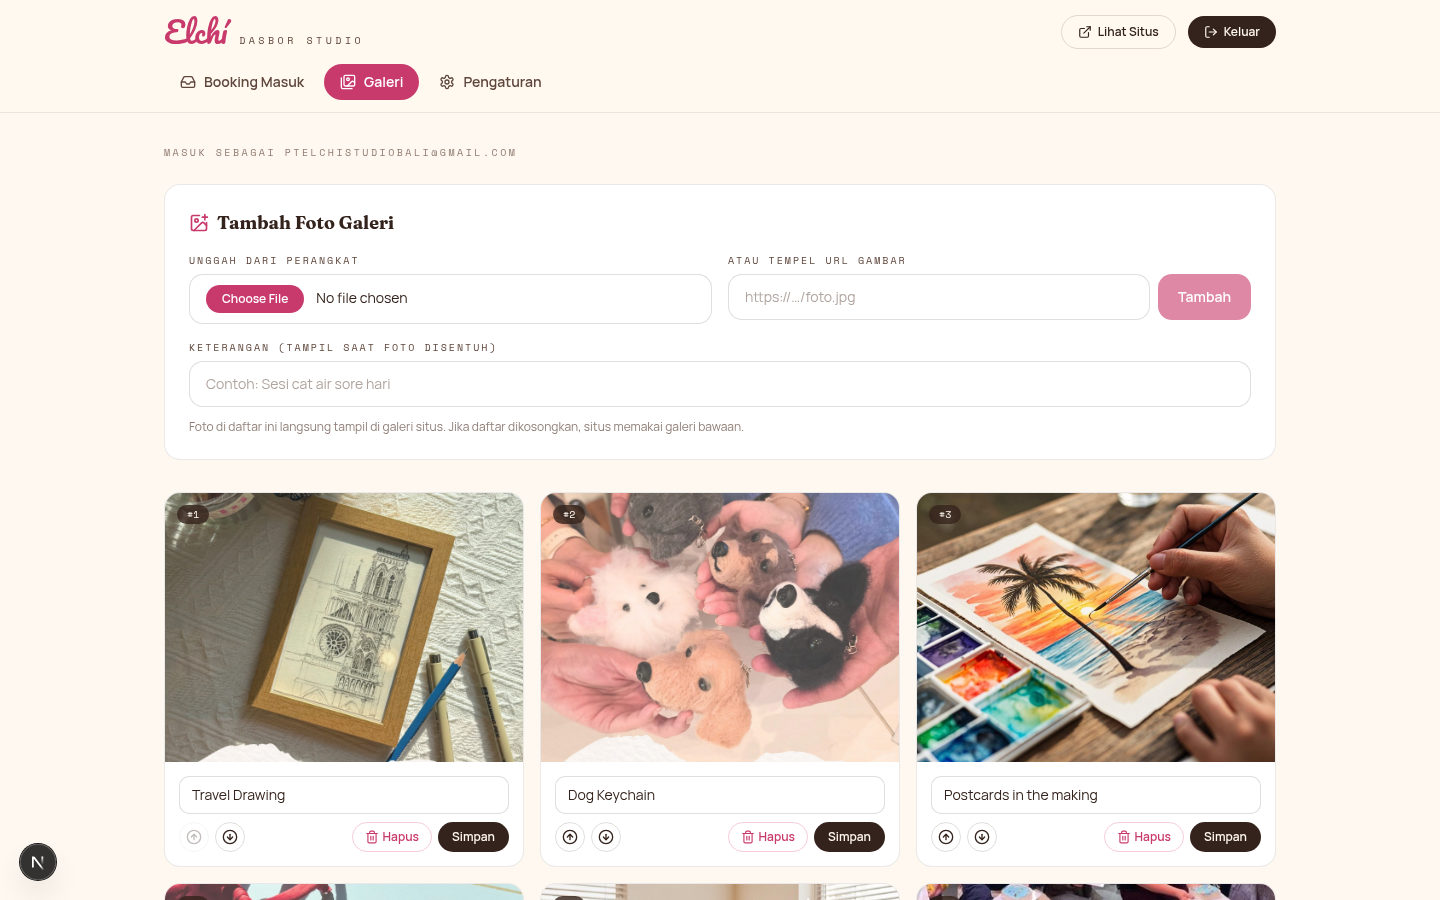 Elchí DASBOR STUDIO
Lihat Situs
Keluar
Booking Masuk
Galeri
Pengaturan
MASUK SEBAGAI PTELCHISTUDIOBALI@GMAIL.COM
Tambah Foto Galeri
UNGGAH DARI PERANGKAT
Choose File No file chosen
ATAU TEMPEL URL GAMBAR
https://.../foto.jpg
Tambah
KETERANGAN (TAMPIL SAAT FOTO DISENTUH)
Contoh: Sesi cat air sore hari
Foto di daftar ini langsung tampil di galeri situs. Jika daftar dikosongkan, situs memakai galeri bawaan.
#1
Travel Drawing
Hapus
Simpan
#2
Dog Keychain
Hapus
Simpan
#3
Postcards in the making
Hapus
Simpan
N